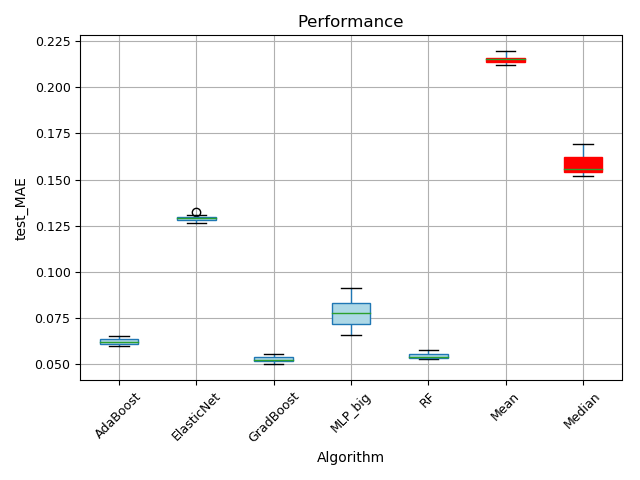 Performance
0.225
0.200
0.175
0.150
0.125
0.100
0.075
0.050
test_MAE
AdaBoost
ElasticNet
GradBoost
MLP_big
RF
Mean
Median
Algorithm